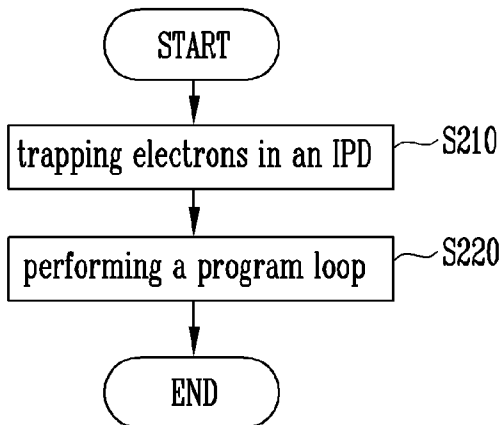 START
trapping electrons in an IPD
S210
performing a program loop
S220
END